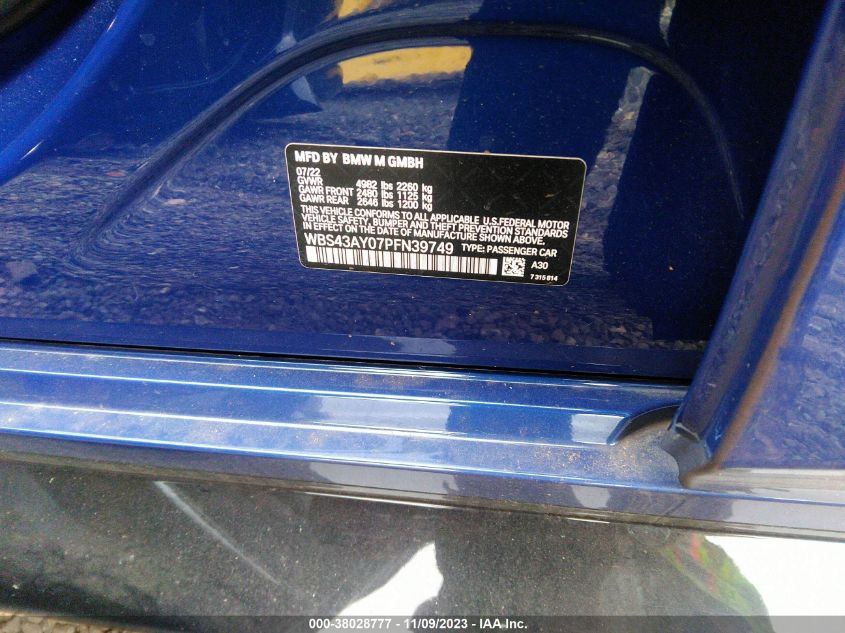 MFD BY BMW M GMBH
07/22
GVWR 4982 lbs 2260 kg
GAWR FRONT 2480 lbs 1125 kg
GAWR REAR 2646 lbs 1200 kg
THIS VEHICLE CONFORMS TO ALL APPLICABLE U.S.FEDERAL MOTOR
VEHICLE SAFETY, BUMPER AND THEFT PREVENTION STANDARDS
IN EFFECT ON THE DATE OF MANUFACTURE SHOWN ABOVE.
WBS43AY07PFN39749 TYPE: PASSENGER CAR
A30
7 315 814
000-38028777 - 11/09/2023 - IAA Inc.